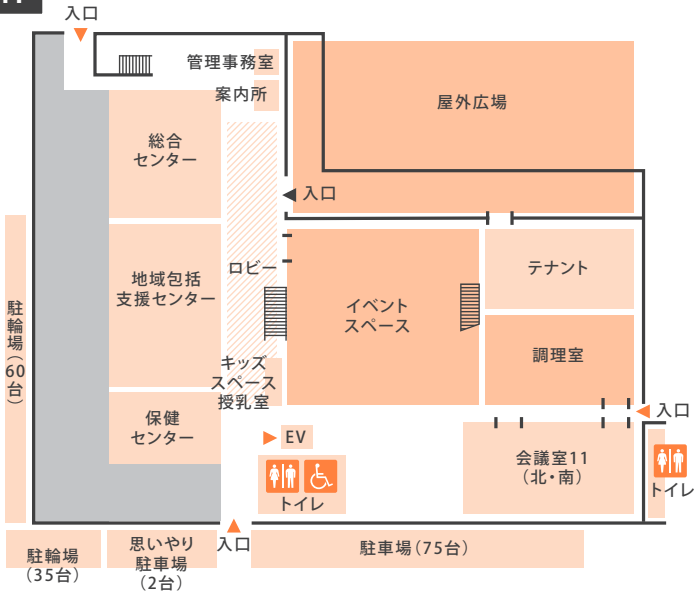 入口
管理事務室
案内所
屋外広場
総合
センター
入口
ロビー
地域包括
支援センター
イベント
スペース
テナント
調理室
駐輪場(60台)
キッズ
スペース
授乳室
保健
センター
入口
EV
会議室11
(北・南)
トイレ
トイレ
入口
駐輪場
(35台)
思いやり
駐車場
(2台)
駐車場(75台)